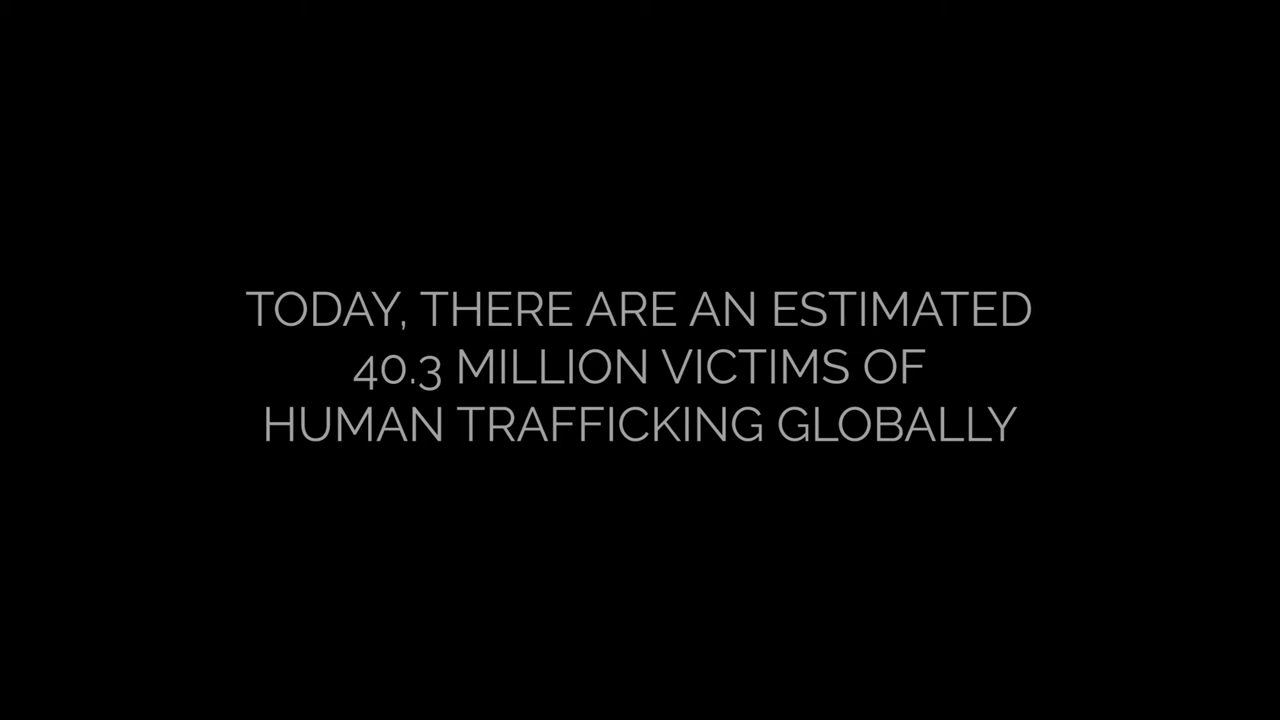 TODAY, THERE ARE AN ESTIMATED
40.3 MILLION VICTIMS OF
HUMAN TRAFFICKING GLOBALLY